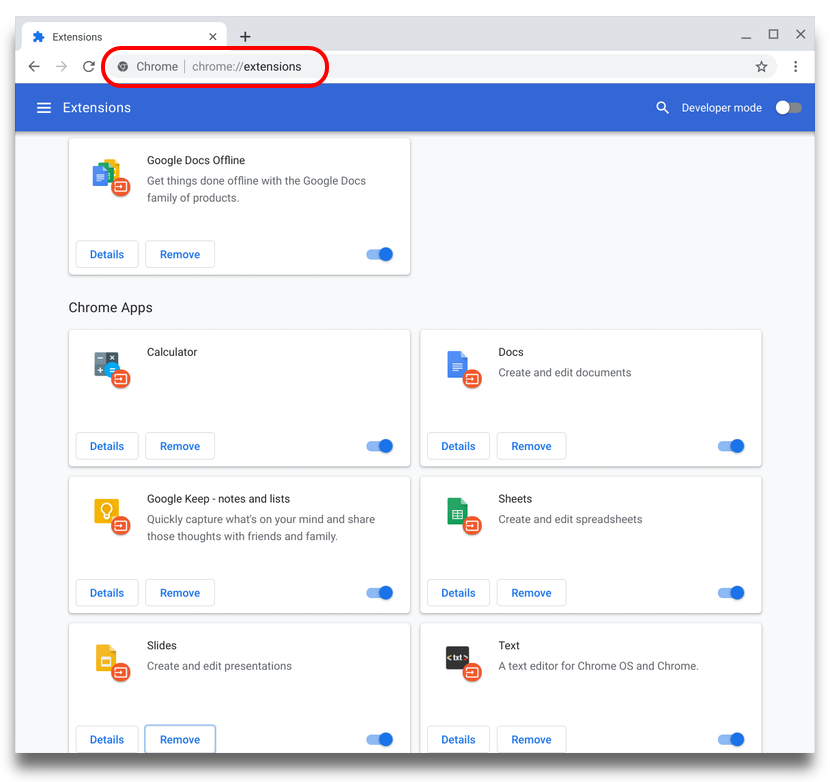 Extensions
Chrome chrome://extensions
Extensions Developer mode
Google Docs Offline
Get things done offline with the Google Docs
family of products.
Details Remove
Chrome Apps
Calculator
Details Remove
Docs
Create and edit documents
Details Remove
Google Keep - notes and lists
Quickly capture what's on your mind and share
those thoughts with friends and family.
Details Remove
Sheets
Create and edit spreadsheets
Details Remove
Slides
Create and edit presentations
Details Remove
<txt>
Text
A text editor for Chrome OS and Chrome.
Details Remove